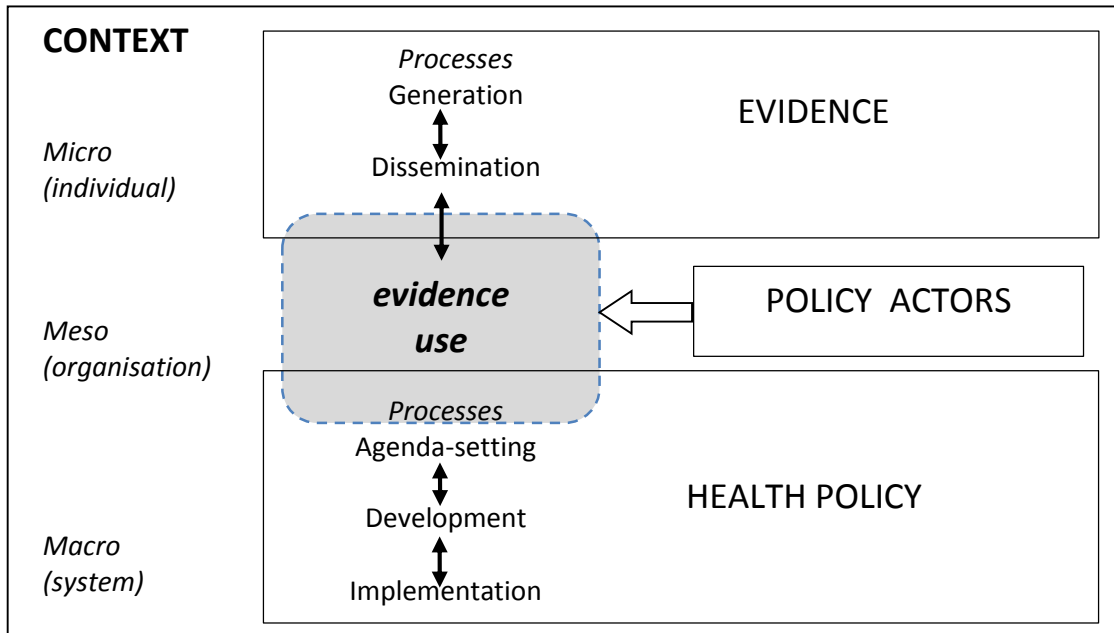 CONTEXT
Micro
(individual)
Meso
(organisation)
Macro
(system)
Processes
Generation
Dissemination
EVIDENCE
evidence
use
POLICY ACTORS
Processes
Agenda-setting
Development
Implementation
HEALTH POLICY